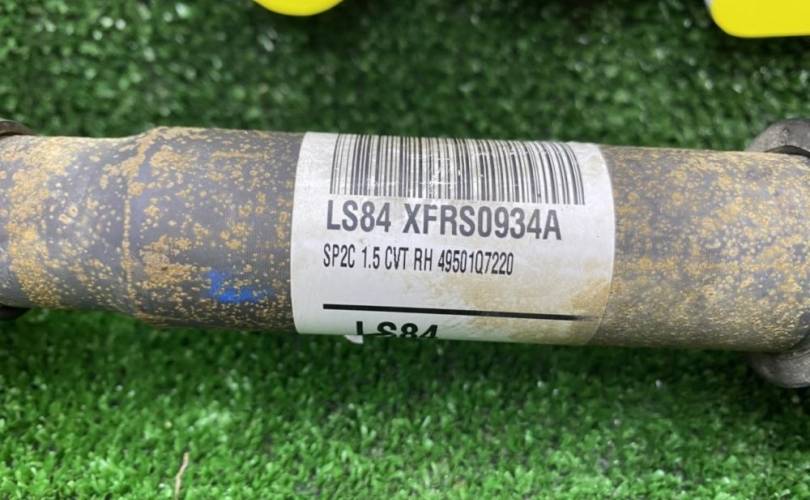 LS84 XFRS0934A
SP2C 1.5 CVT RH 49501Q7220
LS84